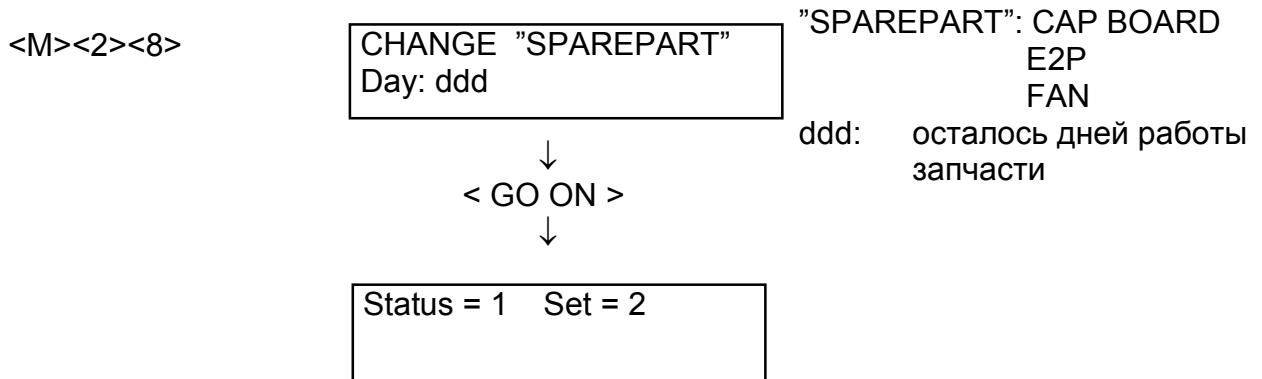 <M><2><8>
CHANGE ”SPAREPART”
Day: ddd
”SPAREPART”: CAP BOARD
E2P
FAN
ddd: осталось дней работы
запчасти
↓
< GO ON >
↓
Status = 1 Set = 2